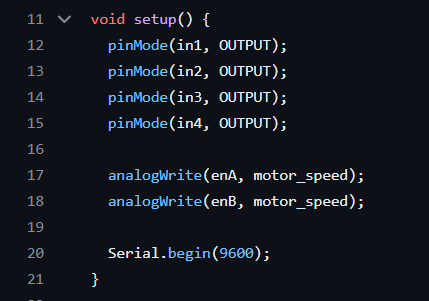 11 void setup() {
12 pinMode(in1, OUTPUT);
13 pinMode(in2, OUTPUT);
14 pinMode(in3, OUTPUT);
15 pinMode(in4, OUTPUT);
16
17 analogWrite(enA, motor_speed);
18 analogWrite(enB, motor_speed);
19
20 Serial.begin(9600);
21 }